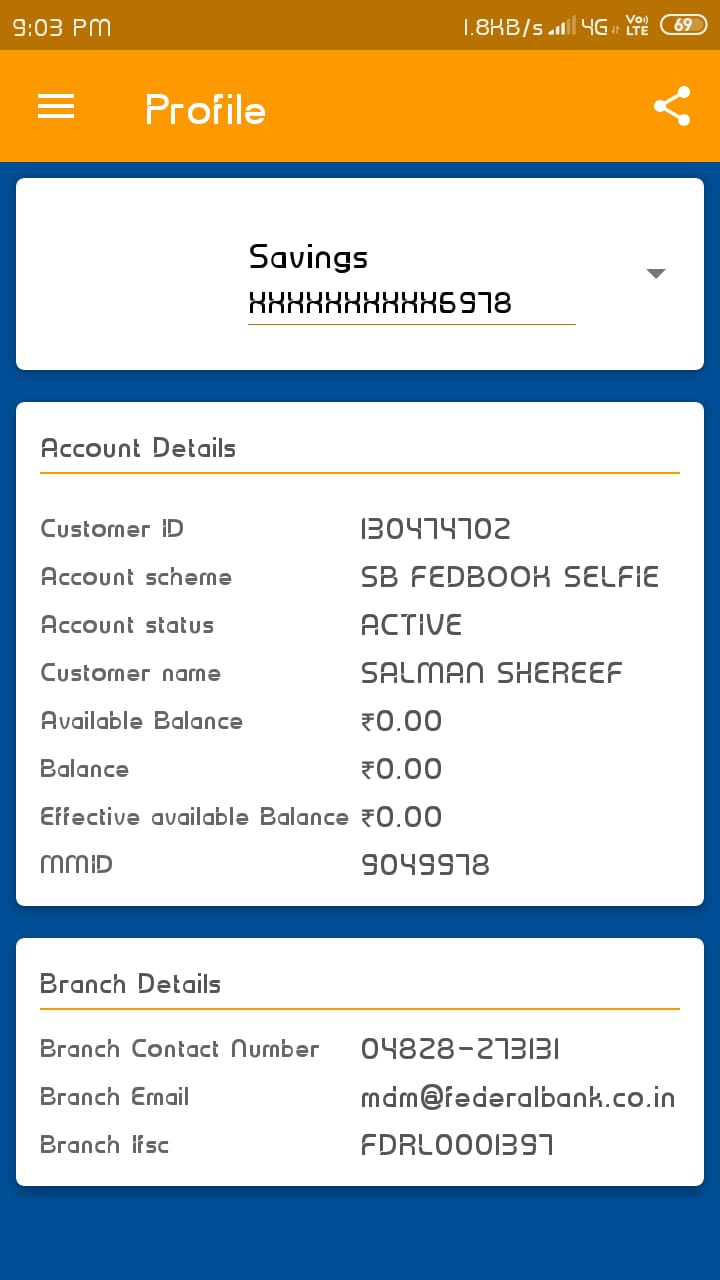 9:03 PM 1.8KB/s 4G Vo) LTE 69
Profile
Savings
XXXXXXXXXX6978
Account Details
Customer ID 130474702
Account scheme SB FEDBOOK SELFIE
Account status ACTIVE
Customer name SALMAN SHEREEF
Available Balance ₹0.00
Balance ₹0.00
Effective available Balance ₹0.00
MMID 9049978
Branch Details
Branch Contact Number 04828-273131
Branch Email mdm@federalbank.co.in
Branch Ifsc FDRL0001397